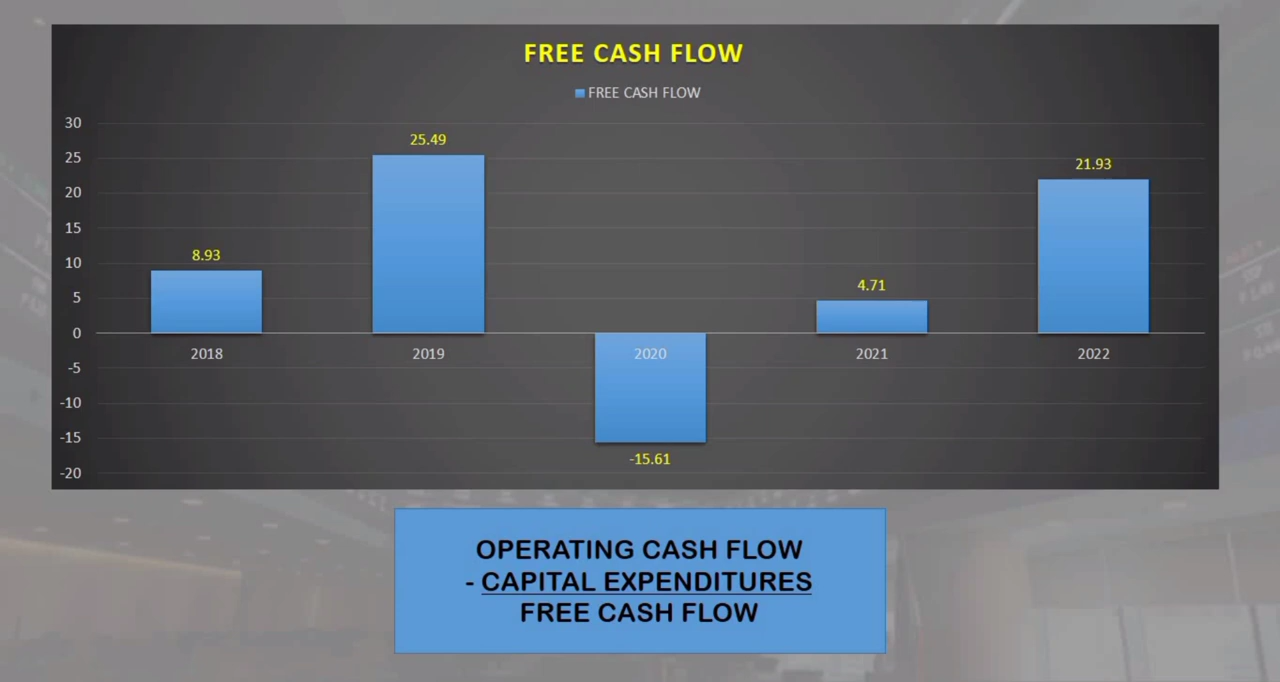 FREE CASH FLOW
FREE CASH FLOW
30
25.49
25
21.93
20
15
8.93
10
4.71
5
0
2018 2019 2020 2021 2022
-5
-10
-15
-15.61
-20
OPERATING CASH FLOW
- CAPITAL EXPENDITURES
FREE CASH FLOW